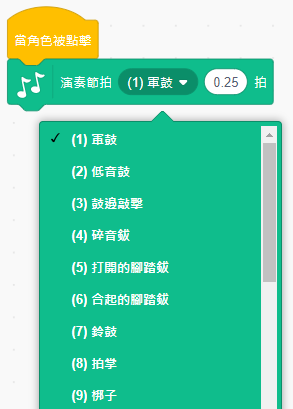 當角色被點擊
演奏節拍 (1) 軍鼓 0.25 拍
(1) 軍鼓
(2) 低音鼓
(3) 鼓邊敲擊
(4) 碎音鈸
(5) 打開的腳踏鈸
(6) 合起的腳踏鈸
(7) 鈴鼓
(8) 拍掌
(9) 梆子